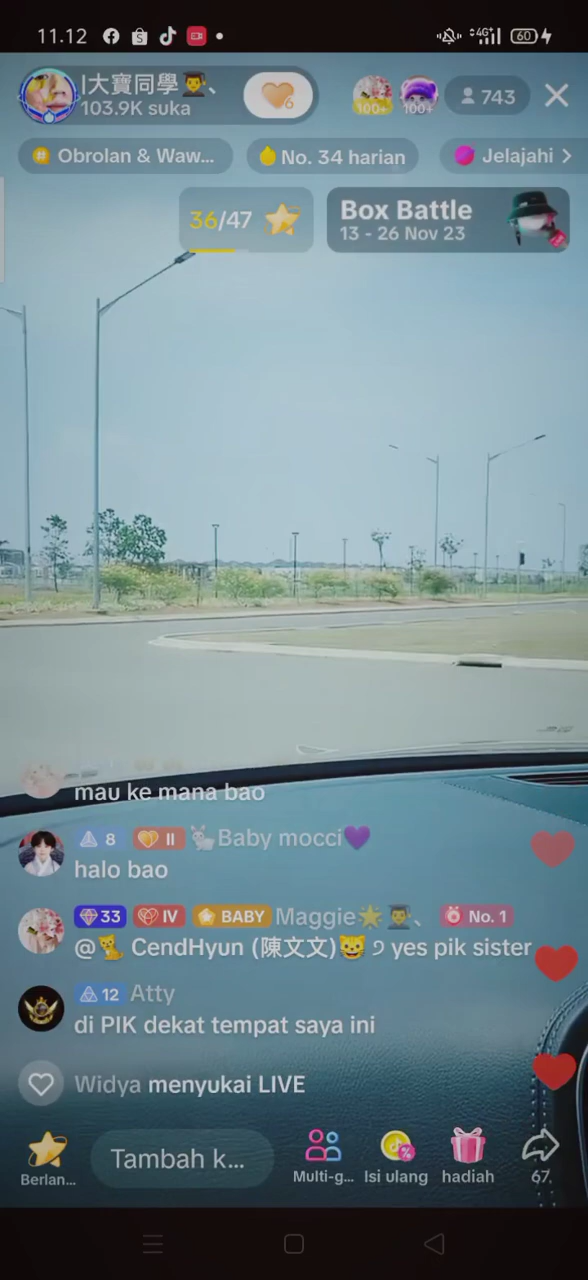 11.12
4G+
60
|大寶同學👨‍🎓、
103.9K suka
6
100+
100+
743
Obrolan & Waw...
No. 34 harian
Jelajahi
36/47
Box Battle
13 - 26 Nov 23
mau ke mana bao
8 II 🐇Baby mocci💜
halo bao
33 IV BABY Maggie🌟👨‍🎓、 No. 1
@🐈 CendHyun (陳文文)😺 ୨ yes pik sister
12 Atty
di PIK dekat tempat saya ini
Widya menyukai LIVE
Berlan...
Tambah k...
Multi-g...
Isi ulang
hadiah
67